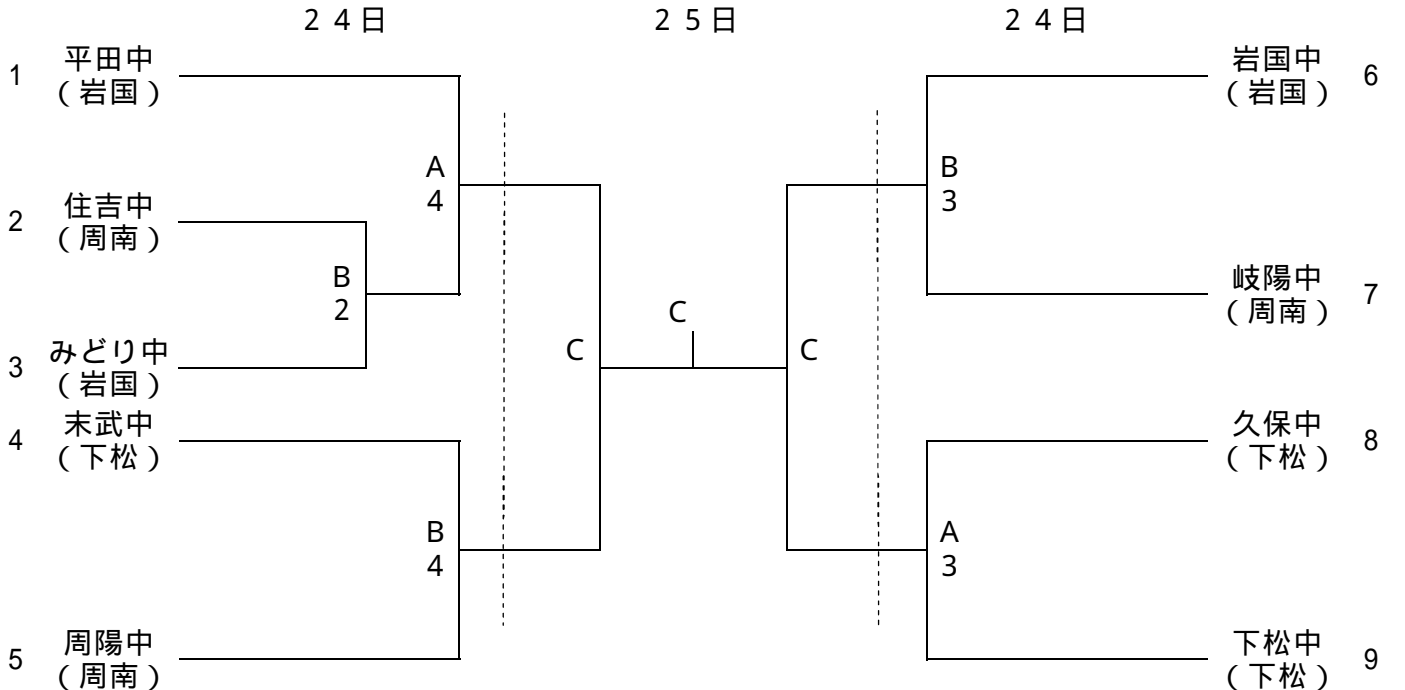 ２４日
２５日
２４日
1
平田中
（岩国）
2
住吉中
（周南）
3
みどり中
（岩国）
4
末武中
（下松）
5
周陽中
（周南）
A
4
B
2
B
4
C
C
C
B
3
A
3
岩国中
（岩国）
6
岐陽中
（周南）
7
久保中
（下松）
8
下松中
（下松）
9